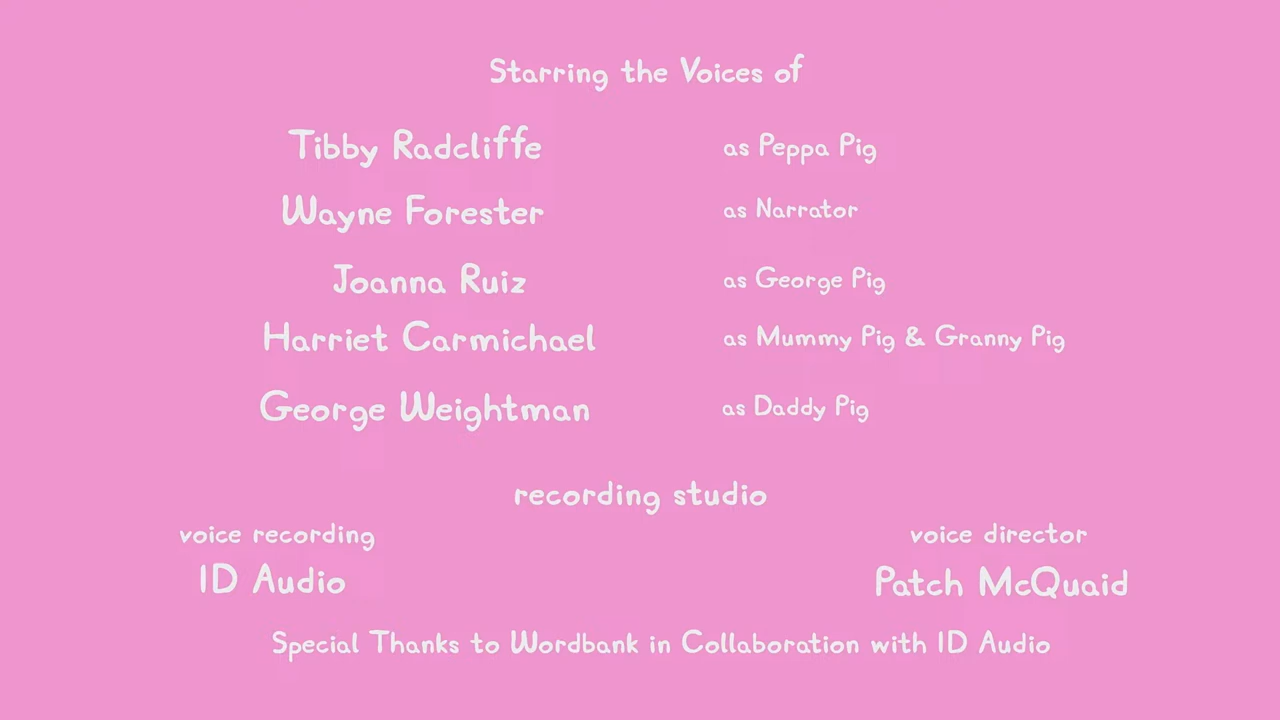 Starring the Voices of
Tibby Radcliffe as Peppa Pig
Wayne Forester as Narrator
Joanna Ruiz as George Pig
Harriet Carmichael as Mummy Pig & Granny Pig
George Weightman as Daddy Pig
recording studio
voice recording voice director
ID Audio Patch McQuaid
Special Thanks to Wordbank in Collaboration with ID Audio